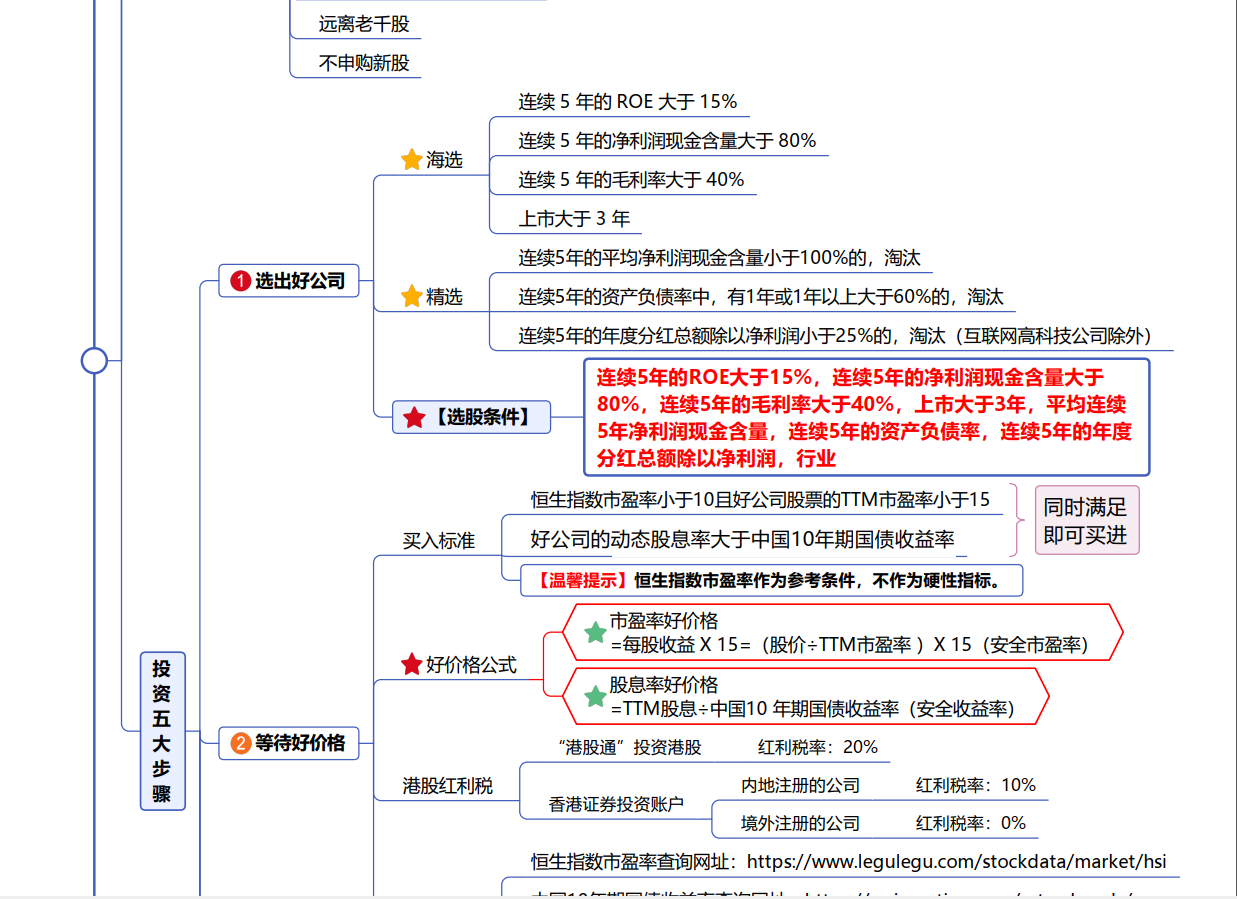 远离老千股
不申购新股
投资五大步骤
1 选出好公司
海选
连续 5 年的 ROE 大于 15%
连续 5 年的净利润现金含量大于 80%
连续 5 年的毛利率大于 40%
上市大于 3 年
精选
连续5年的平均净利润现金含量小于100%的，淘汰
连续5年的资产负债率中，有1年或1年以上大于60%的，淘汰
连续5年的年度分红总额除以净利润小于25%的，淘汰（互联网高科技公司除外）
【选股条件】
连续5年的ROE大于15%，连续5年的净利润现金含量大于
80%，连续5年的毛利率大于40%，上市大于3年，平均连续
5年净利润现金含量，连续5年的资产负债率，连续5年的年度
分红总额除以净利润，行业
2 等待好价格
买入标准
恒生指数市盈率小于10且好公司股票的TTM市盈率小于15
好公司的动态股息率大于中国10年期国债收益率
同时满足
即可买进
【温馨提示】恒生指数市盈率作为参考条件，不作为硬性指标。
好价格公式
市盈率好价格
=每股收益 X 15=（股价÷TTM市盈率 ）X 15（安全市盈率）
股息率好价格
=TTM股息÷中国10 年期国债收益率（安全收益率）
港股红利税
“港股通”投资港股 红利税率：20%
香港证券投资账户
内地注册的公司 红利税率：10%
境外注册的公司 红利税率：0%
恒生指数市盈率查询网址：https://www.legulegu.com/stockdata/market/hsi